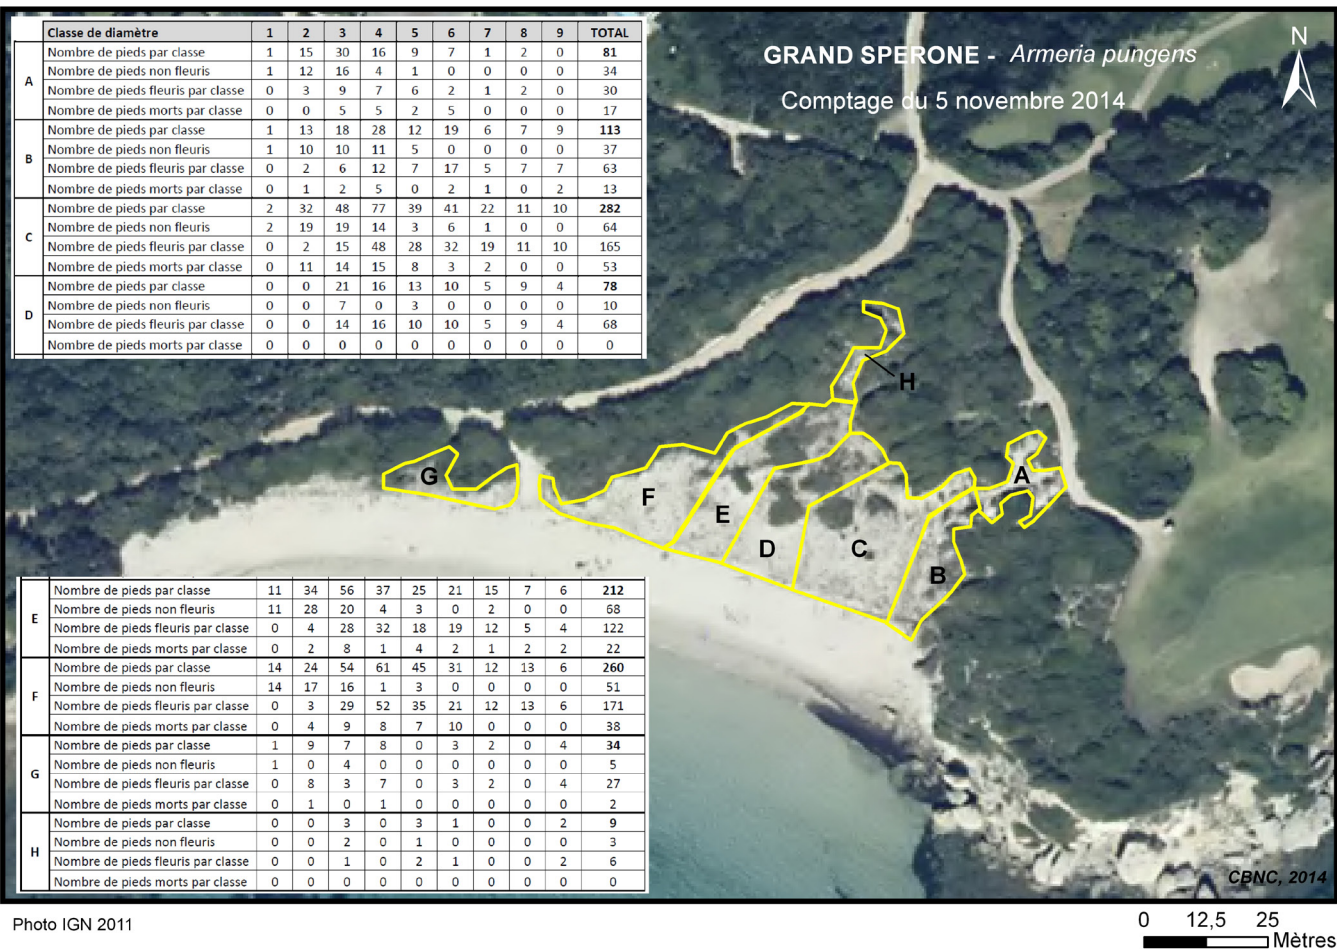 GRAND SPERONE - Armeria pungens
Comptage du 5 novembre 2014
N
Classe de diamètre 1 2 3 4 5 6 7 8 9 TOTAL
A
Nombre de pieds par classe 1 15 30 16 9 7 1 2 0 81
Nombre de pieds non fleuris 1 12 16 4 1 0 0 0 0 34
Nombre de pieds fleuris par classe 0 3 9 7 6 2 1 2 0 30
Nombre de pieds morts par classe 0 0 5 5 2 5 0 0 0 17
B
Nombre de pieds par classe 1 13 18 28 12 19 6 7 9 113
Nombre de pieds non fleuris 1 10 10 11 5 0 0 0 0 37
Nombre de pieds fleuris par classe 0 2 6 12 7 17 5 7 7 63
Nombre de pieds morts par classe 0 1 2 5 0 2 1 0 2 13
C
Nombre de pieds par classe 2 32 48 77 39 41 22 11 10 282
Nombre de pieds non fleuris 2 19 19 14 3 6 1 0 0 64
Nombre de pieds fleuris par classe 0 2 15 48 28 32 19 11 10 165
Nombre de pieds morts par classe 0 11 14 15 8 3 2 0 0 53
D
Nombre de pieds par classe 0 0 21 16 13 10 5 9 4 78
Nombre de pieds non fleuris 0 0 7 0 3 0 0 0 0 10
Nombre de pieds fleuris par classe 0 0 14 16 10 10 5 9 4 68
Nombre de pieds morts par classe 0 0 0 0 0 0 0 0 0 0
H
A
G
F
E
D
C
B
E
Nombre de pieds par classe 11 34 56 37 25 21 15 7 6 212
Nombre de pieds non fleuris 11 28 20 4 3 0 2 0 0 68
Nombre de pieds fleuris par classe 0 4 28 32 18 19 12 5 4 122
Nombre de pieds morts par classe 0 2 8 1 4 2 1 2 2 22
F
Nombre de pieds par classe 14 24 54 61 45 31 12 13 6 260
Nombre de pieds non fleuris 14 17 16 1 3 0 0 0 0 51
Nombre de pieds fleuris par classe 0 3 29 52 35 21 12 13 6 171
Nombre de pieds morts par classe 0 4 9 8 7 10 0 0 0 38
G
Nombre de pieds par classe 1 9 7 8 0 3 2 0 4 34
Nombre de pieds non fleuris 1 0 4 0 0 0 0 0 0 5
Nombre de pieds fleuris par classe 0 8 3 7 0 3 2 0 4 27
Nombre de pieds morts par classe 0 1 0 1 0 0 0 0 0 2
H
Nombre de pieds par classe 0 0 3 0 3 1 0 0 2 9
Nombre de pieds non fleuris 0 0 2 0 1 0 0 0 0 3
Nombre de pieds fleuris par classe 0 0 1 0 2 1 0 0 2 6
Nombre de pieds morts par classe 0 0 0 0 0 0 0 0 0 0
CBNC, 2014
Photo IGN 2011
0 12,5 25
Mètres